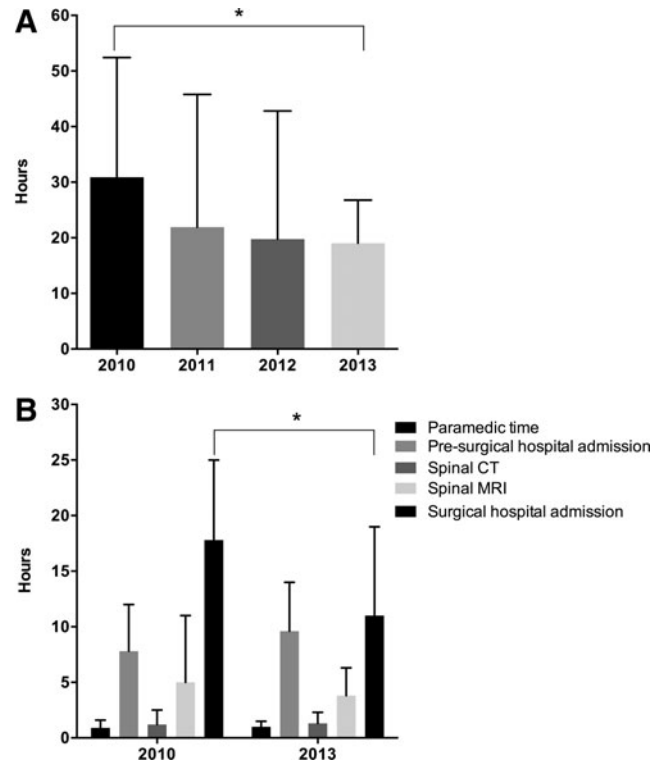 A
*
60
50
40
30
20
10
0
Hours
2010 2011 2012 2013
B
*
30
25
20
15
10
5
0
Hours
2010 2013
Paramedic time
Pre-surgical hospital admission
Spinal CT
Spinal MRI
Surgical hospital admission